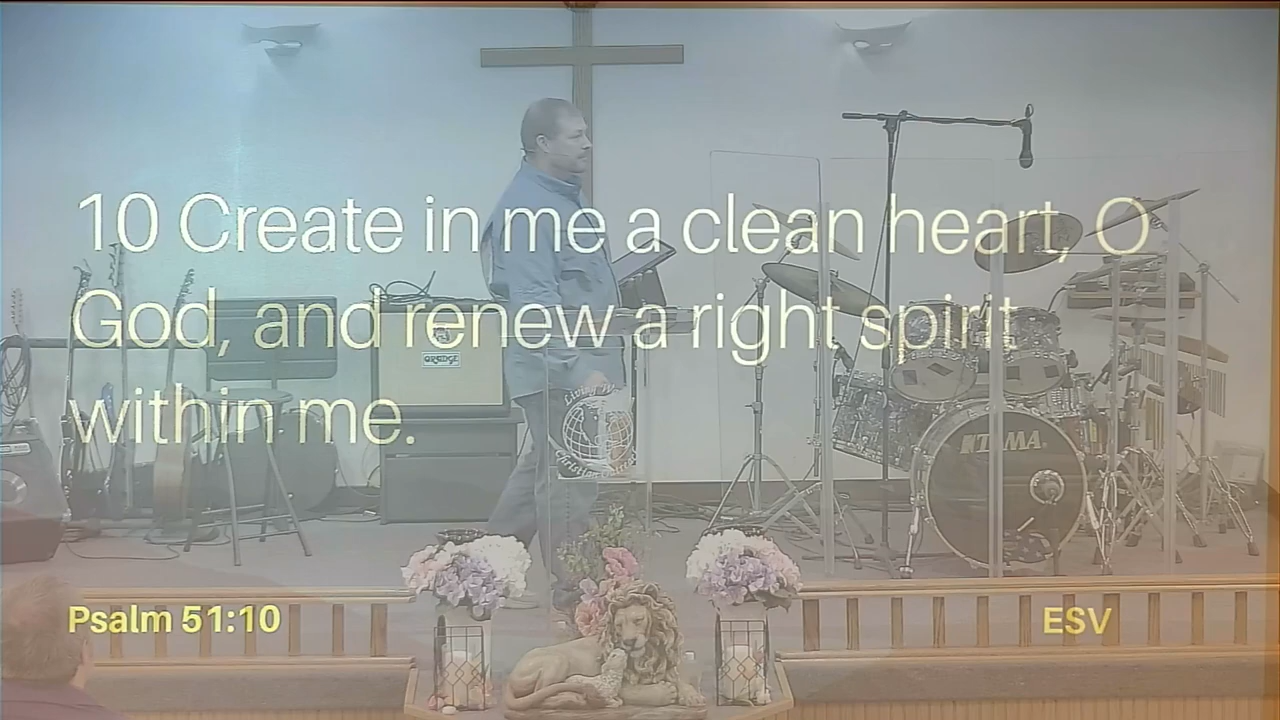 10 Create in me a clean heart, O
God, and renew a right spirit
within me.
Psalm 51:10
ESV
ORANGE
TAMA
Living